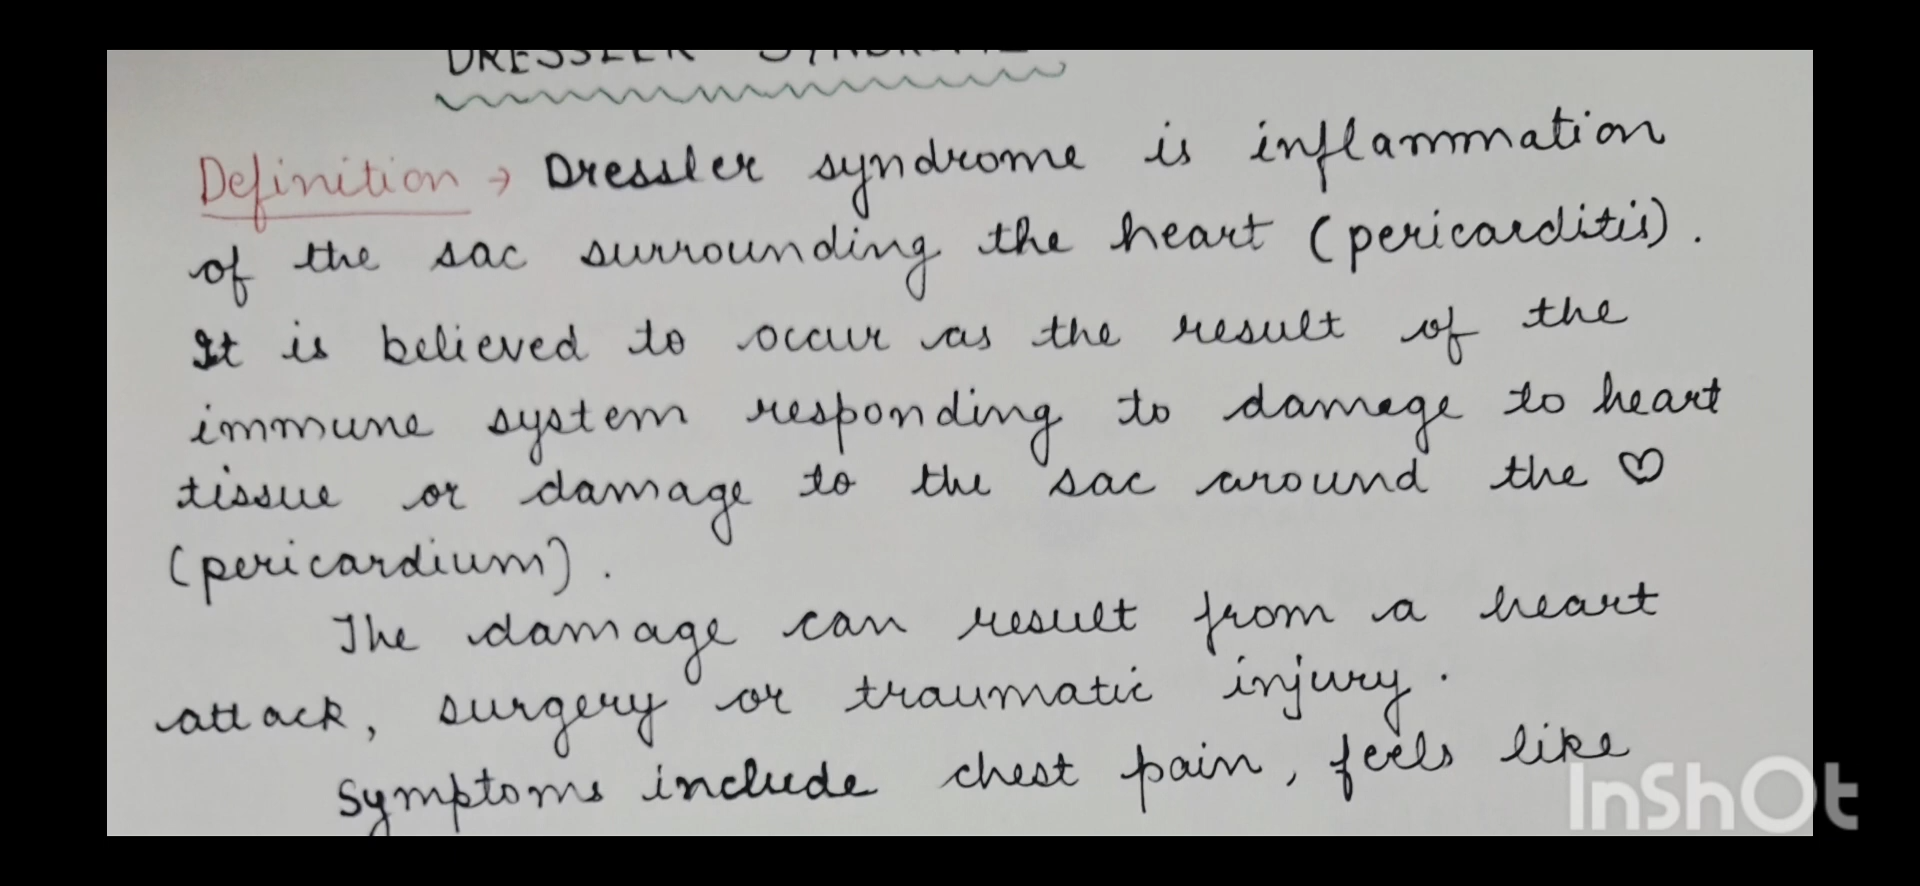 DRESSLER SYNDROME
Definition → Dressler syndrome is inflammation
of the sac surrounding the heart (pericarditis).
It is believed to occur as the result of the
immune system responding to damage to heart
tissue or damage to the sac around the ♡
(pericardium).
The damage can result from a heart
attack, surgery or traumatic injury.
Symptoms include chest pain, feels like
InShOt